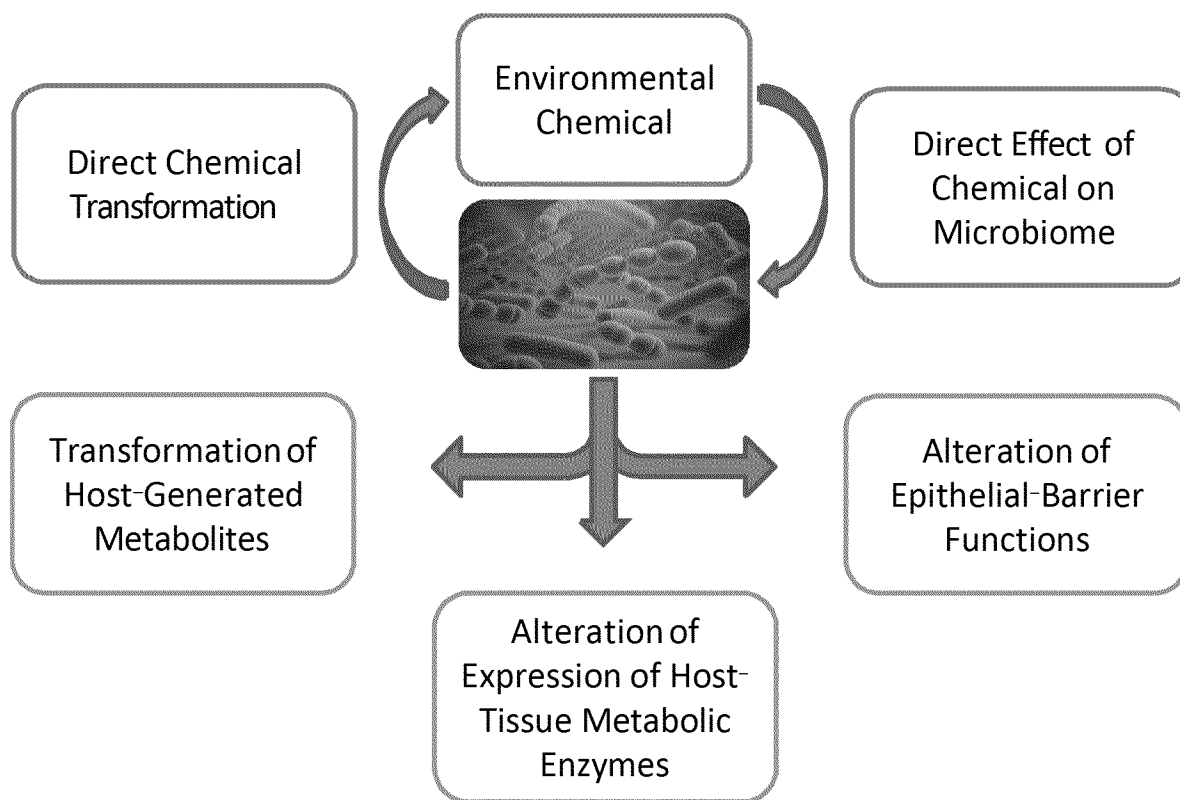 Environmental
Chemical
Direct Chemical
Transformation
Direct Effect of
Chemical on
Microbiome
Transformation of
Host-Generated
Metabolites
Alteration of
Epithelial-Barrier
Functions
Alteration of
Expression of Host-
Tissue Metabolic
Enzymes